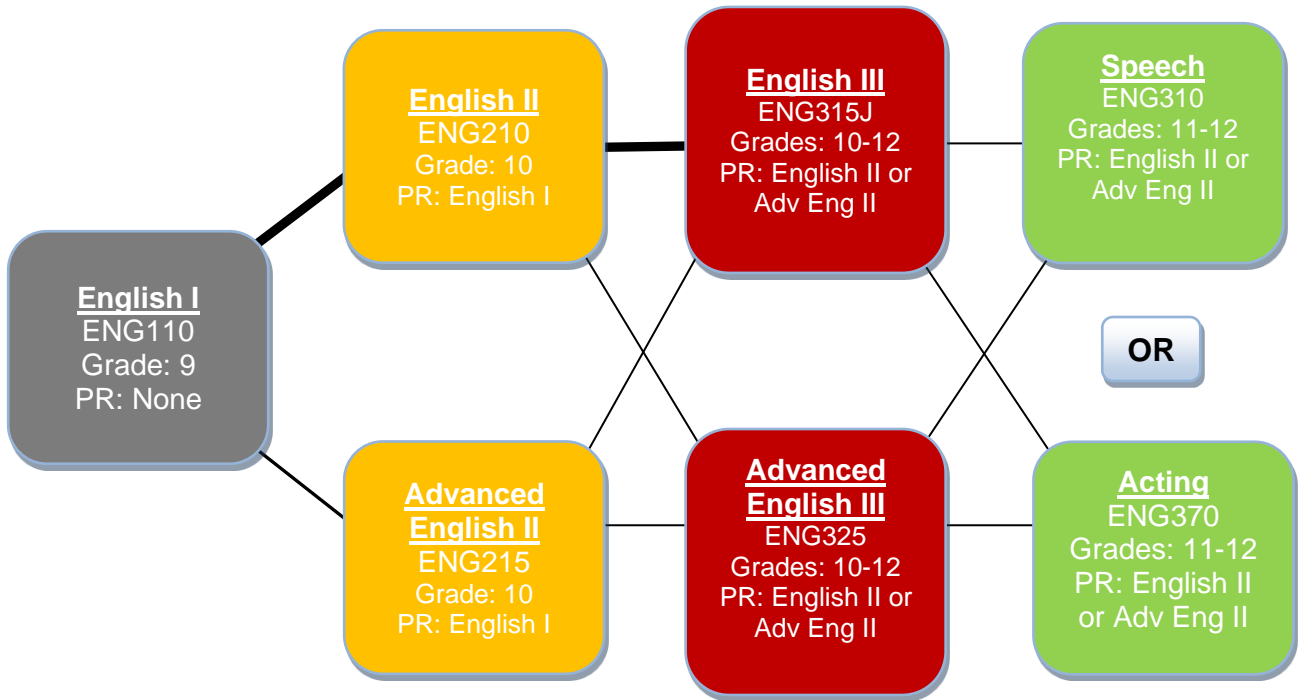 English I
ENG110
Grade: 9
PR: None
English II
ENG210
Grade: 10
PR: English I
Advanced
English II
ENG215
Grade: 10
PR: English I
English III
ENG315J
Grades: 10-12
PR: English II or
Adv Eng II
Advanced
English III
ENG325
Grades: 10-12
PR: English II or
Adv Eng II
Speech
ENG310
Grades: 11-12
PR: English II or
Adv Eng II
OR
Acting
ENG370
Grades: 11-12
PR: English II
or Adv Eng II